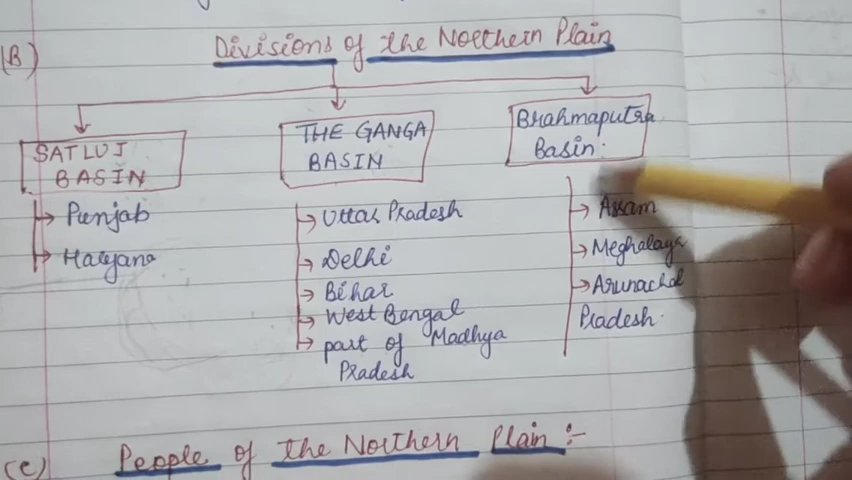 (B) Divisions of the Northern Plain
SATLUJ
BASIN
→ Punjab
→ Haryana
THE GANGA
BASIN
→ Uttar Pradesh
→ Delhi
→ Bihar
→ West Bengal
→ part of Madhya
Pradesh
Brahmaputra
Basin.
→ Assam
→ Meghalaya
→ Arunachal
Pradesh.
(C) People of the Northern Plain :-